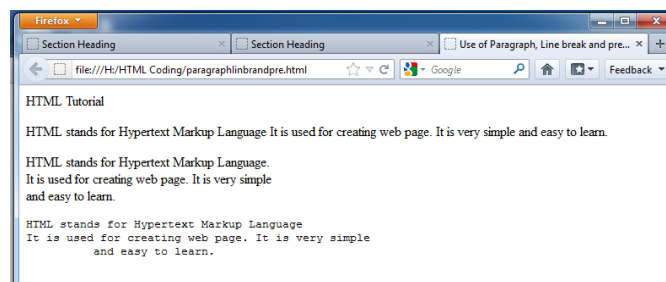 Firefox
Section Heading
Section Heading
Use of Paragraph, Line break and pre...
file:///H:/HTML Coding/paragraphlinbrandpre.html
Google
Feedback
HTML Tutorial
HTML stands for Hypertext Markup Language It is used for creating web page. It is very simple and easy to learn.
HTML stands for Hypertext Markup Language.
It is used for creating web page. It is very simple
and easy to learn.
HTML stands for Hypertext Markup Language
It is used for creating web page. It is very simple
and easy to learn.